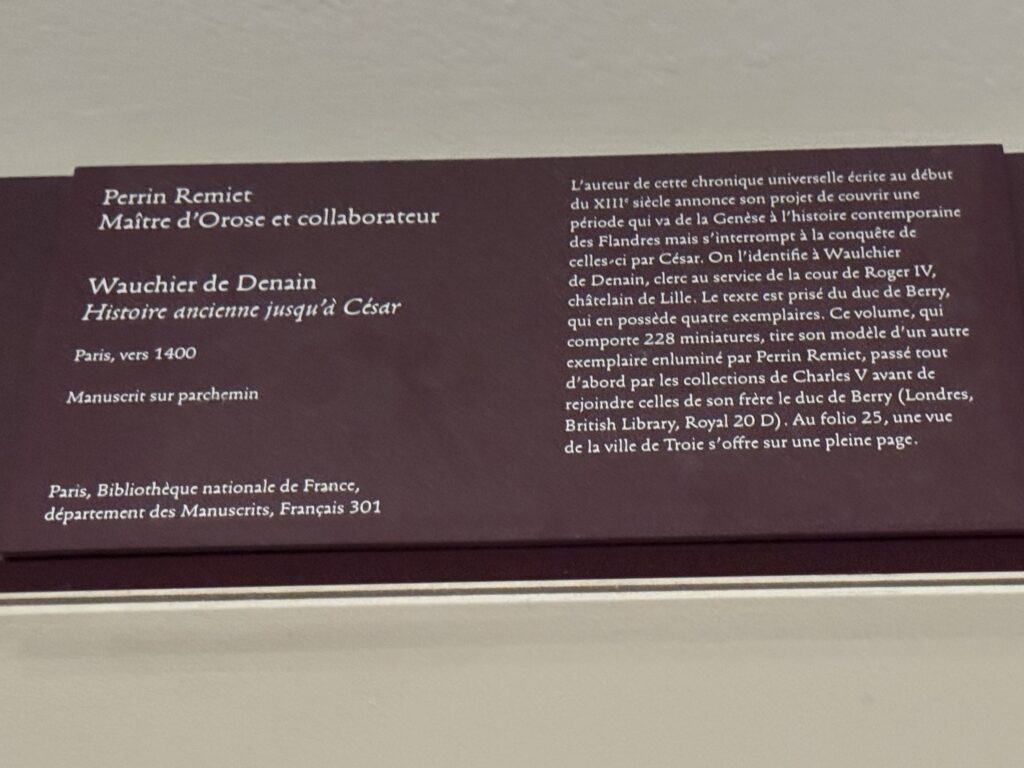 Perrin Remiet
Maître d'Orose et collaborateur
Wauchier de Denain
Histoire ancienne jusqu'à César
Paris, vers 1400
Manuscrit sur parchemin
Paris, Bibliothèque nationale de France,
département des Manuscrits, Français 301
L'auteur de cette chronique universelle écrite au début
du XIIIᵉ siècle annonce son projet de couvrir une
période qui va de la Genèse à l'histoire contemporaine
des Flandres mais s'interrompt à la conquête de
celles-ci par César. On l'identifie à Waulchier
de Denain, clerc au service de la cour de Roger IV,
châtelain de Lille. Le texte est prisé du duc de Berry,
qui en possède quatre exemplaires. Ce volume, qui
comporte 228 miniatures, tire son modèle d'un autre
exemplaire enluminé par Perrin Remiet, passé tout
d'abord par les collections de Charles V avant de
rejoindre celles de son frère le duc de Berry (Londres,
British Library, Royal 20 D). Au folio 25, une vue
de la ville de Troie s'offre sur une pleine page.